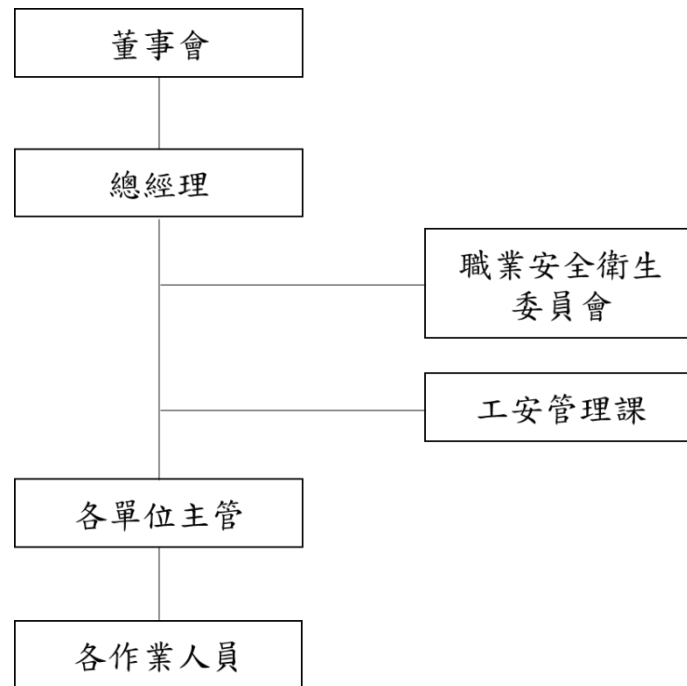 董事會
總經理
職業安全衛生
委員會
工安管理課
各單位主管
各作業人員